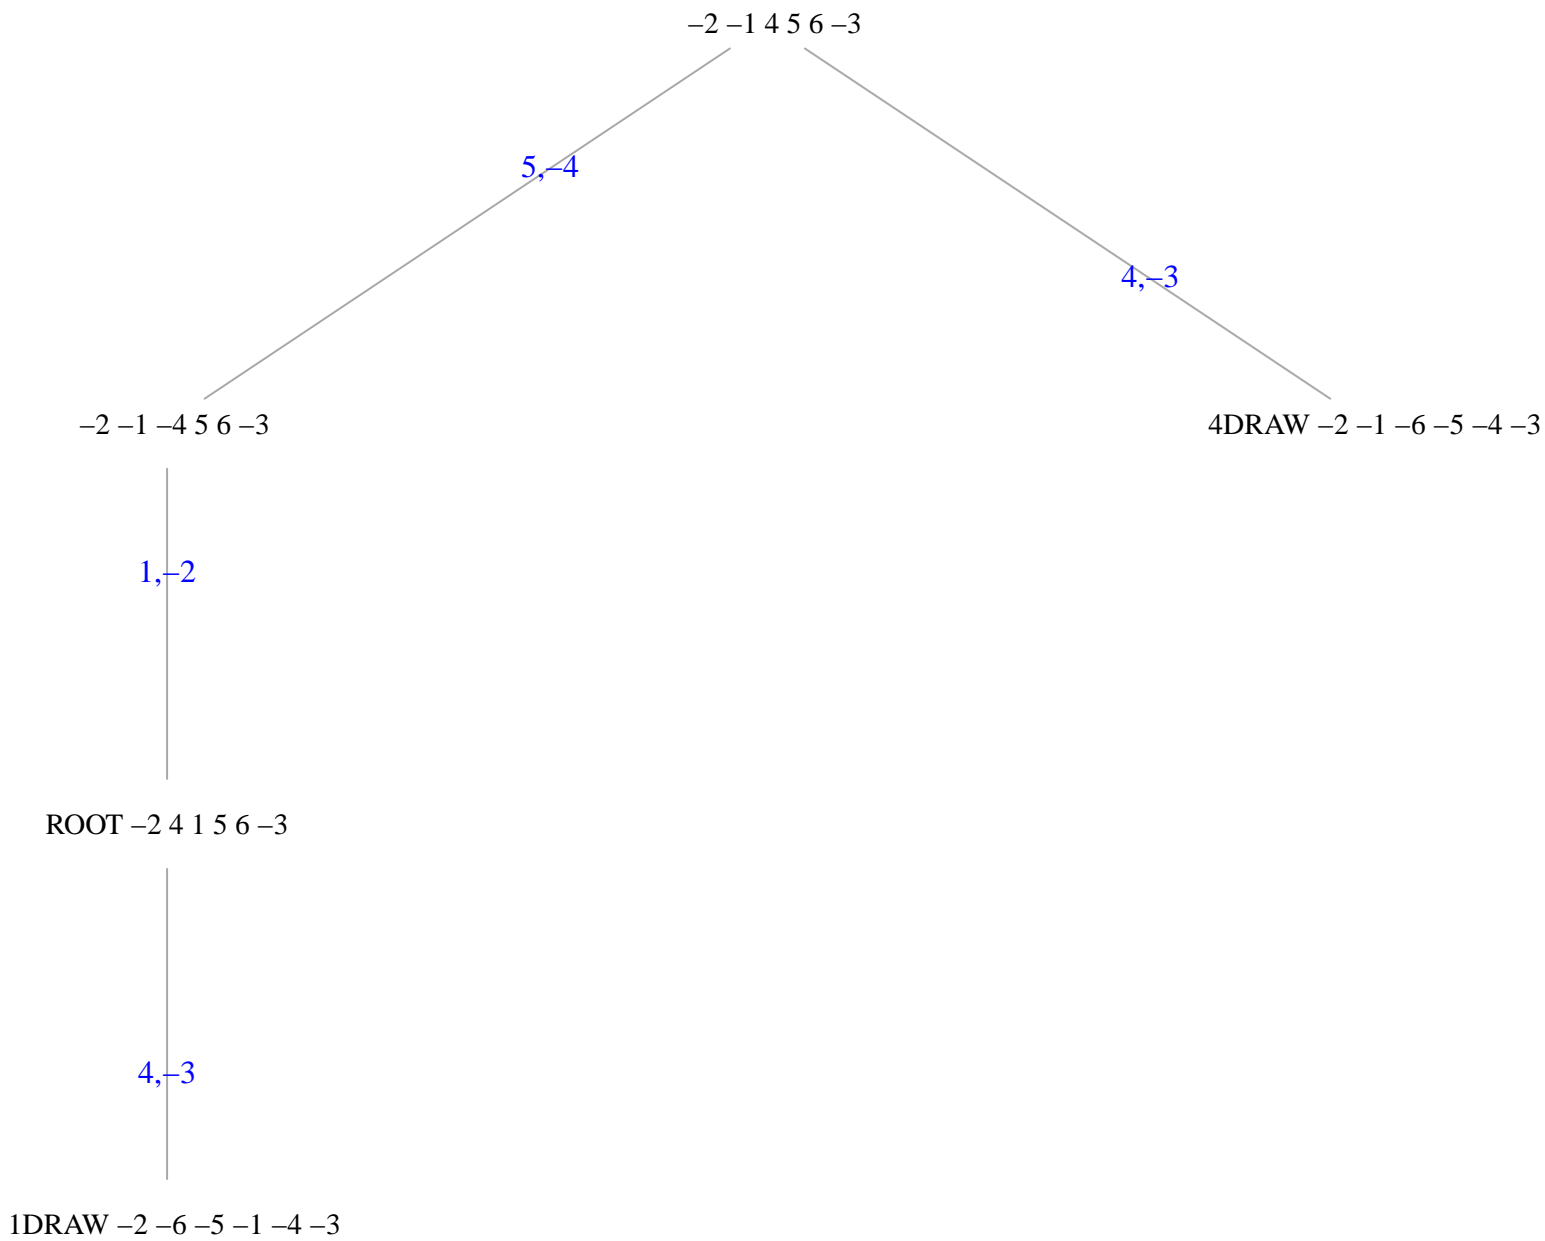 –2 –1 4 5 6 –3
5,–4
4,–3
–2 –1 –4 5 6 –3
4DRAW –2 –1 –6 –5 –4 –3
1,–2
ROOT –2 4 1 5 6 –3
4,–3
1DRAW –2 –6 –5 –1 –4 –3